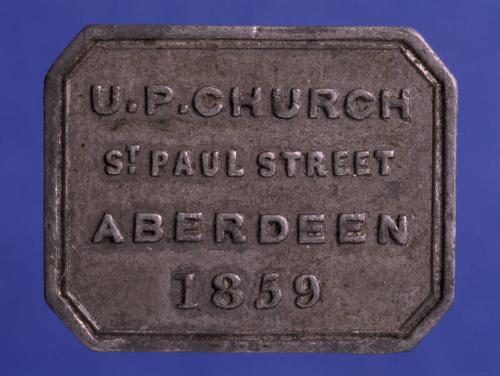 U.P.CHURCH
ST PAUL STREET
ABERDEEN
1859